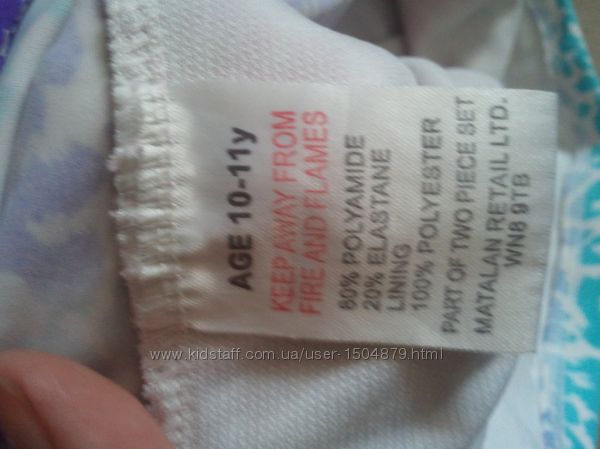 AGE 10-11y
KEEP AWAY FROM
FIRE AND FLAMES
80% POLYAMIDE
20% ELASTANE
LINING
100% POLYESTER
PART OF TWO PIECE SET
MATALAN RETAIL LTD.
WN8 9TB
www.kidstaff.com.ua/user-1504879.html